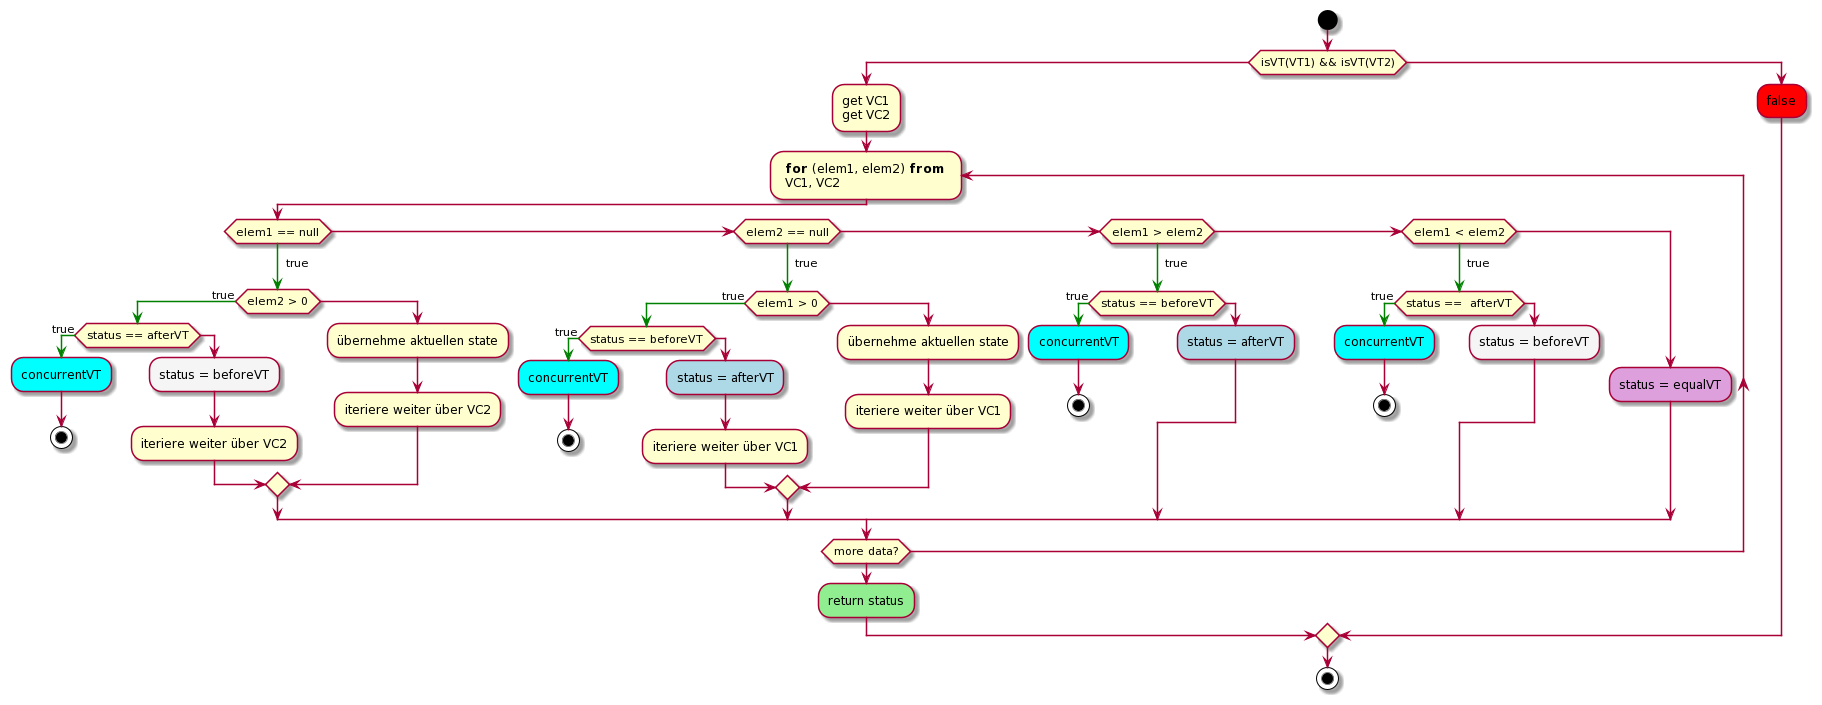 isVT(VT1) && isVT(VT2)
get VC1
get VC2
false
for (elem1, elem2) from
VC1, VC2
elem1 == null
elem2 == null
elem1 > elem2
elem1 < elem2
true
true
true
true
true
elem2 > 0
true
elem1 > 0
true
status == beforeVT
true
status ==  afterVT
true
status == afterVT
übernehme aktuellen state
true
status == beforeVT
übernehme aktuellen state
concurrentVT
status = afterVT
concurrentVT
status = beforeVT
concurrentVT
status = beforeVT
concurrentVT
status = afterVT
status = equalVT
iteriere weiter über VC2
iteriere weiter über VC1
iteriere weiter über VC2
iteriere weiter über VC1
more data?
return status